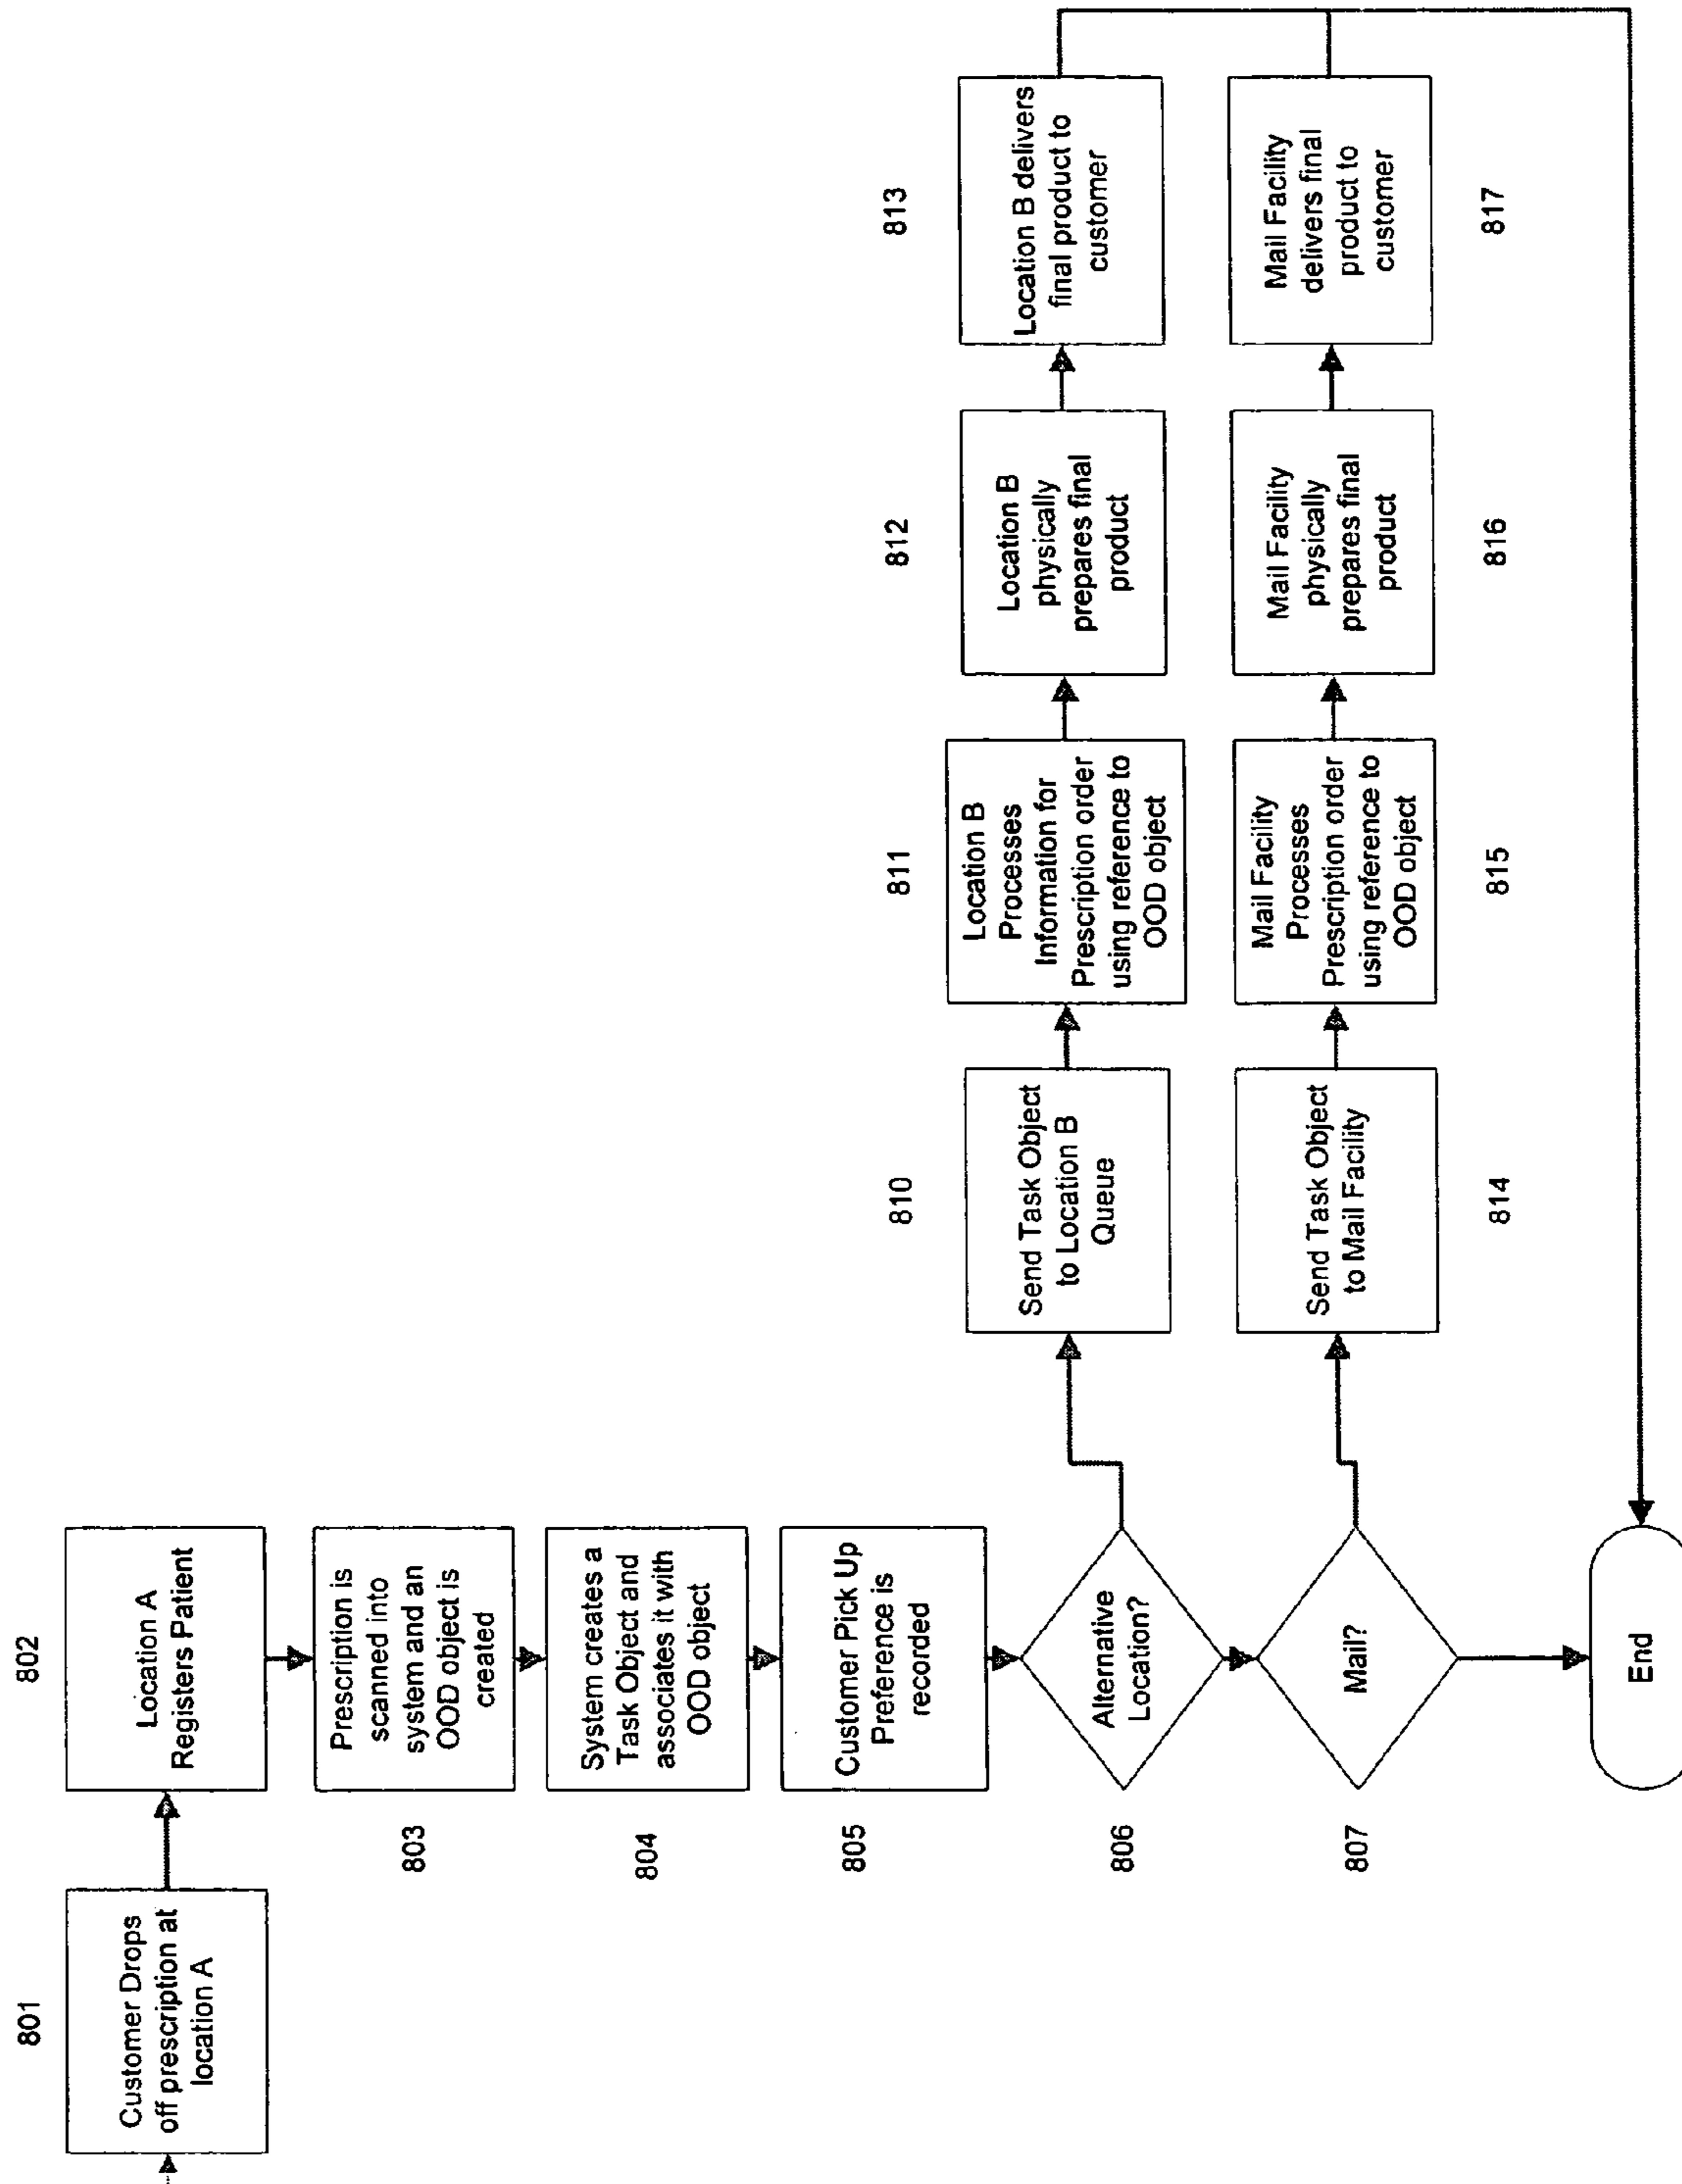 801
Customer Drops
off prescription at
location A
802
Location A
Registers Patient
803
Prescription is
scanned into
system and an
OOD object is
created
804
System creates a
Task Object and
associates it with
OOD object
805
Customer Pick Up
Preference is
recorded
806
Alternative
Location?
807
Mail?
End
810
Send Task Object
to Location B
Queue
811
Location B
Processes
Information for
Prescription order
using reference to
OOD object
812
Location B
physically
prepares final
product
813
Location B delivers
final product to
customer
814
Send Task Object
to Mail Facility
815
Mail Facility
Processes
Prescription order
using reference to
OOD object
816
Mail Facility
physically
prepares final
product
817
Mail Facility
delivers final
product to
customer